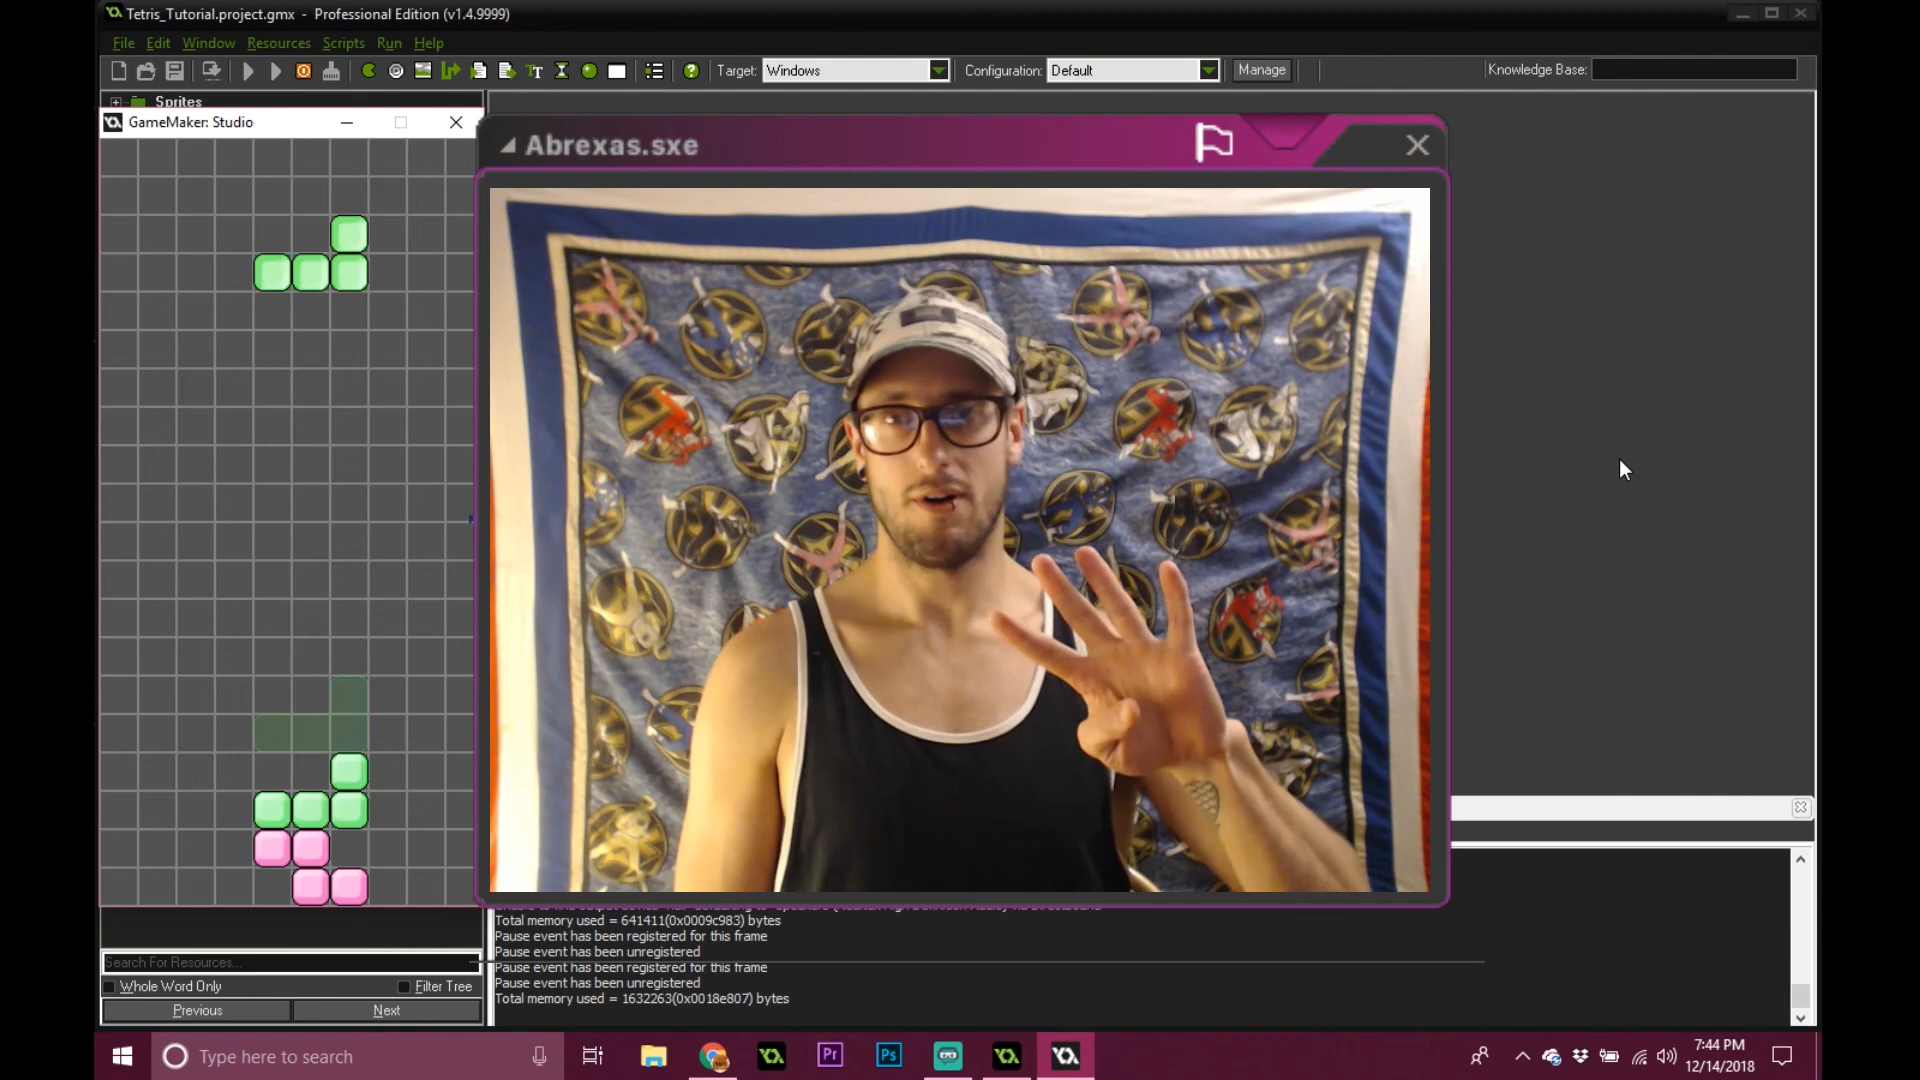 Tetris_Tutorial.project.gmx - Professional Edition (v1.4.9999)
File Edit Window Resources Scripts Run Help
Target: Windows Configuration: Default Manage Knowledge Base:
Sprites
GameMaker: Studio
Abrexas.sxe
Total memory used = 641411(0x0009c983) bytes
Pause event has been registered for this frame
Pause event has been unregistered
Pause event has been registered for this frame
Pause event has been unregistered
Total memory used = 1632263(0x0018e807) bytes
Search For Resources...
Whole Word Only Filter Tree
Previous Next
Type here to search
Pr
Ps
7:44 PM
12/14/2018